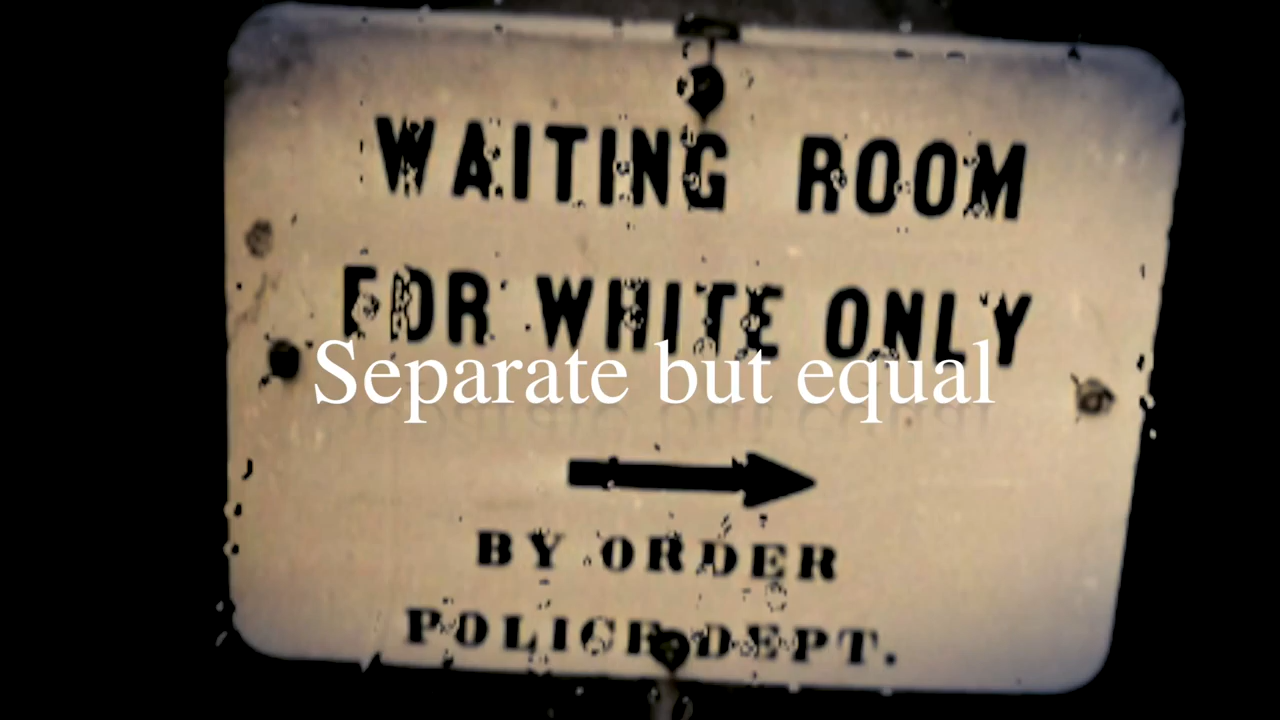 WAITING ROOM
FOR WHITE ONLY
Separate but equal
BY ORDER
POLICE DEPT.